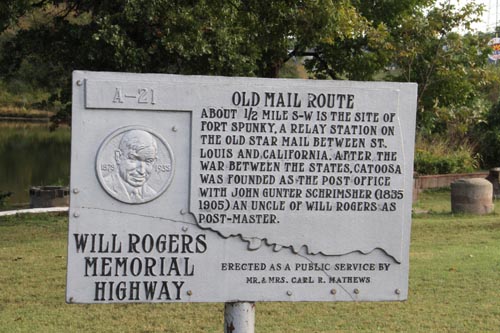 A-21
OLD MAIL ROUTE
ABOUT 1/2 MILE S-W IS THE SITE OF
FORT SPUNKY, A RELAY STATION ON
THE OLD STAR MAIL BETWEEN ST.
LOUIS AND CALIFORNIA. AFTER THE
WAR BETWEEN THE STATES, CATOOSA
WAS FOUNDED AS THE POST OFFICE
WITH JOHN GUNTER SCHRIMSHER (1835
1905) AN UNCLE OF WILL ROGERS AS
POST-MASTER.
1879 1935
WILL ROGERS
MEMORIAL
HIGHWAY
ERECTED AS A PUBLIC SERVICE BY
MR. & MRS. CARL R. MATHEWS